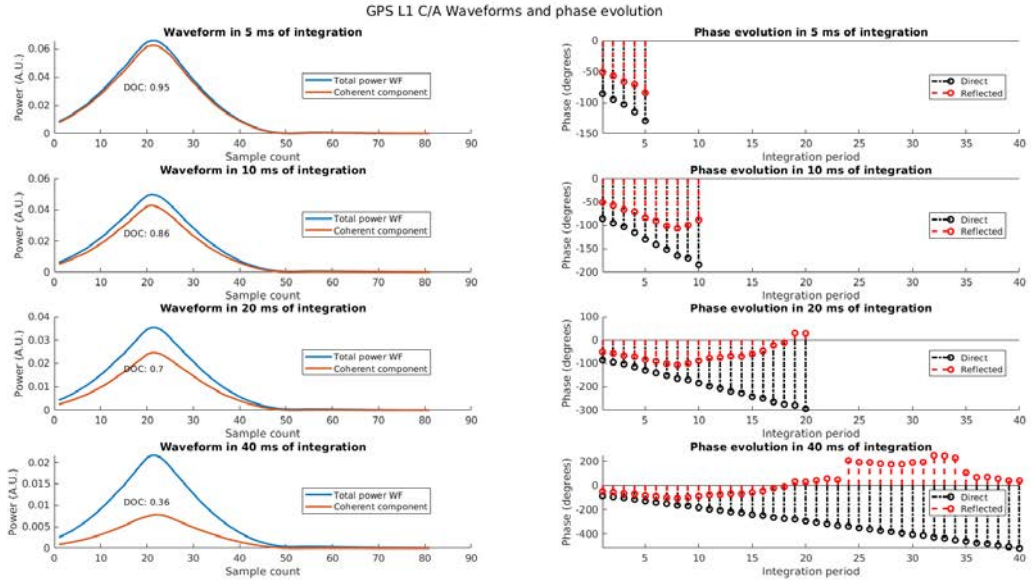 GPS L1 C/A Waveforms and phase evolution
Waveform in 5 ms of integration
Power (A.U.)
0.06
0.04
0.02
0
DOC: 0.95
Total power WF
Coherent component
0 10 20 30 40 50 60 70 80 90
Sample count
Phase evolution in 5 ms of integration
Phase (degrees)
0
-50
-100
-150
Direct
Reflected
5 10 15 20 25 30 35 40
Integration period
Waveform in 10 ms of integration
Power (A.U.)
0.06
0.04
0.02
0
DOC: 0.86
Total power WF
Coherent component
0 10 20 30 40 50 60 70 80 90
Sample count
Phase evolution in 10 ms of integration
Phase (degrees)
0
-50
-100
-150
-200
Direct
Reflected
5 10 15 20 25 30 35 40
Integration period
Waveform in 20 ms of integration
Power (A.U.)
0.04
0.03
0.02
0.01
0
DOC: 0.7
Total power WF
Coherent component
0 10 20 30 40 50 60 70 80 90
Sample count
Phase evolution in 20 ms of integration
Phase (degrees)
100
0
-100
-200
-300
Direct
Reflected
5 10 15 20 25 30 35 40
Integration period
Waveform in 40 ms of integration
Power (A.U.)
0.02
0.015
0.01
0.005
0
DOC: 0.36
Total power WF
Coherent component
0 10 20 30 40 50 60 70 80 90
Sample count
Phase evolution in 40 ms of integration
Phase (degrees)
200
0
-200
-400
Direct
Reflected
5 10 15 20 25 30 35 40
Integration period